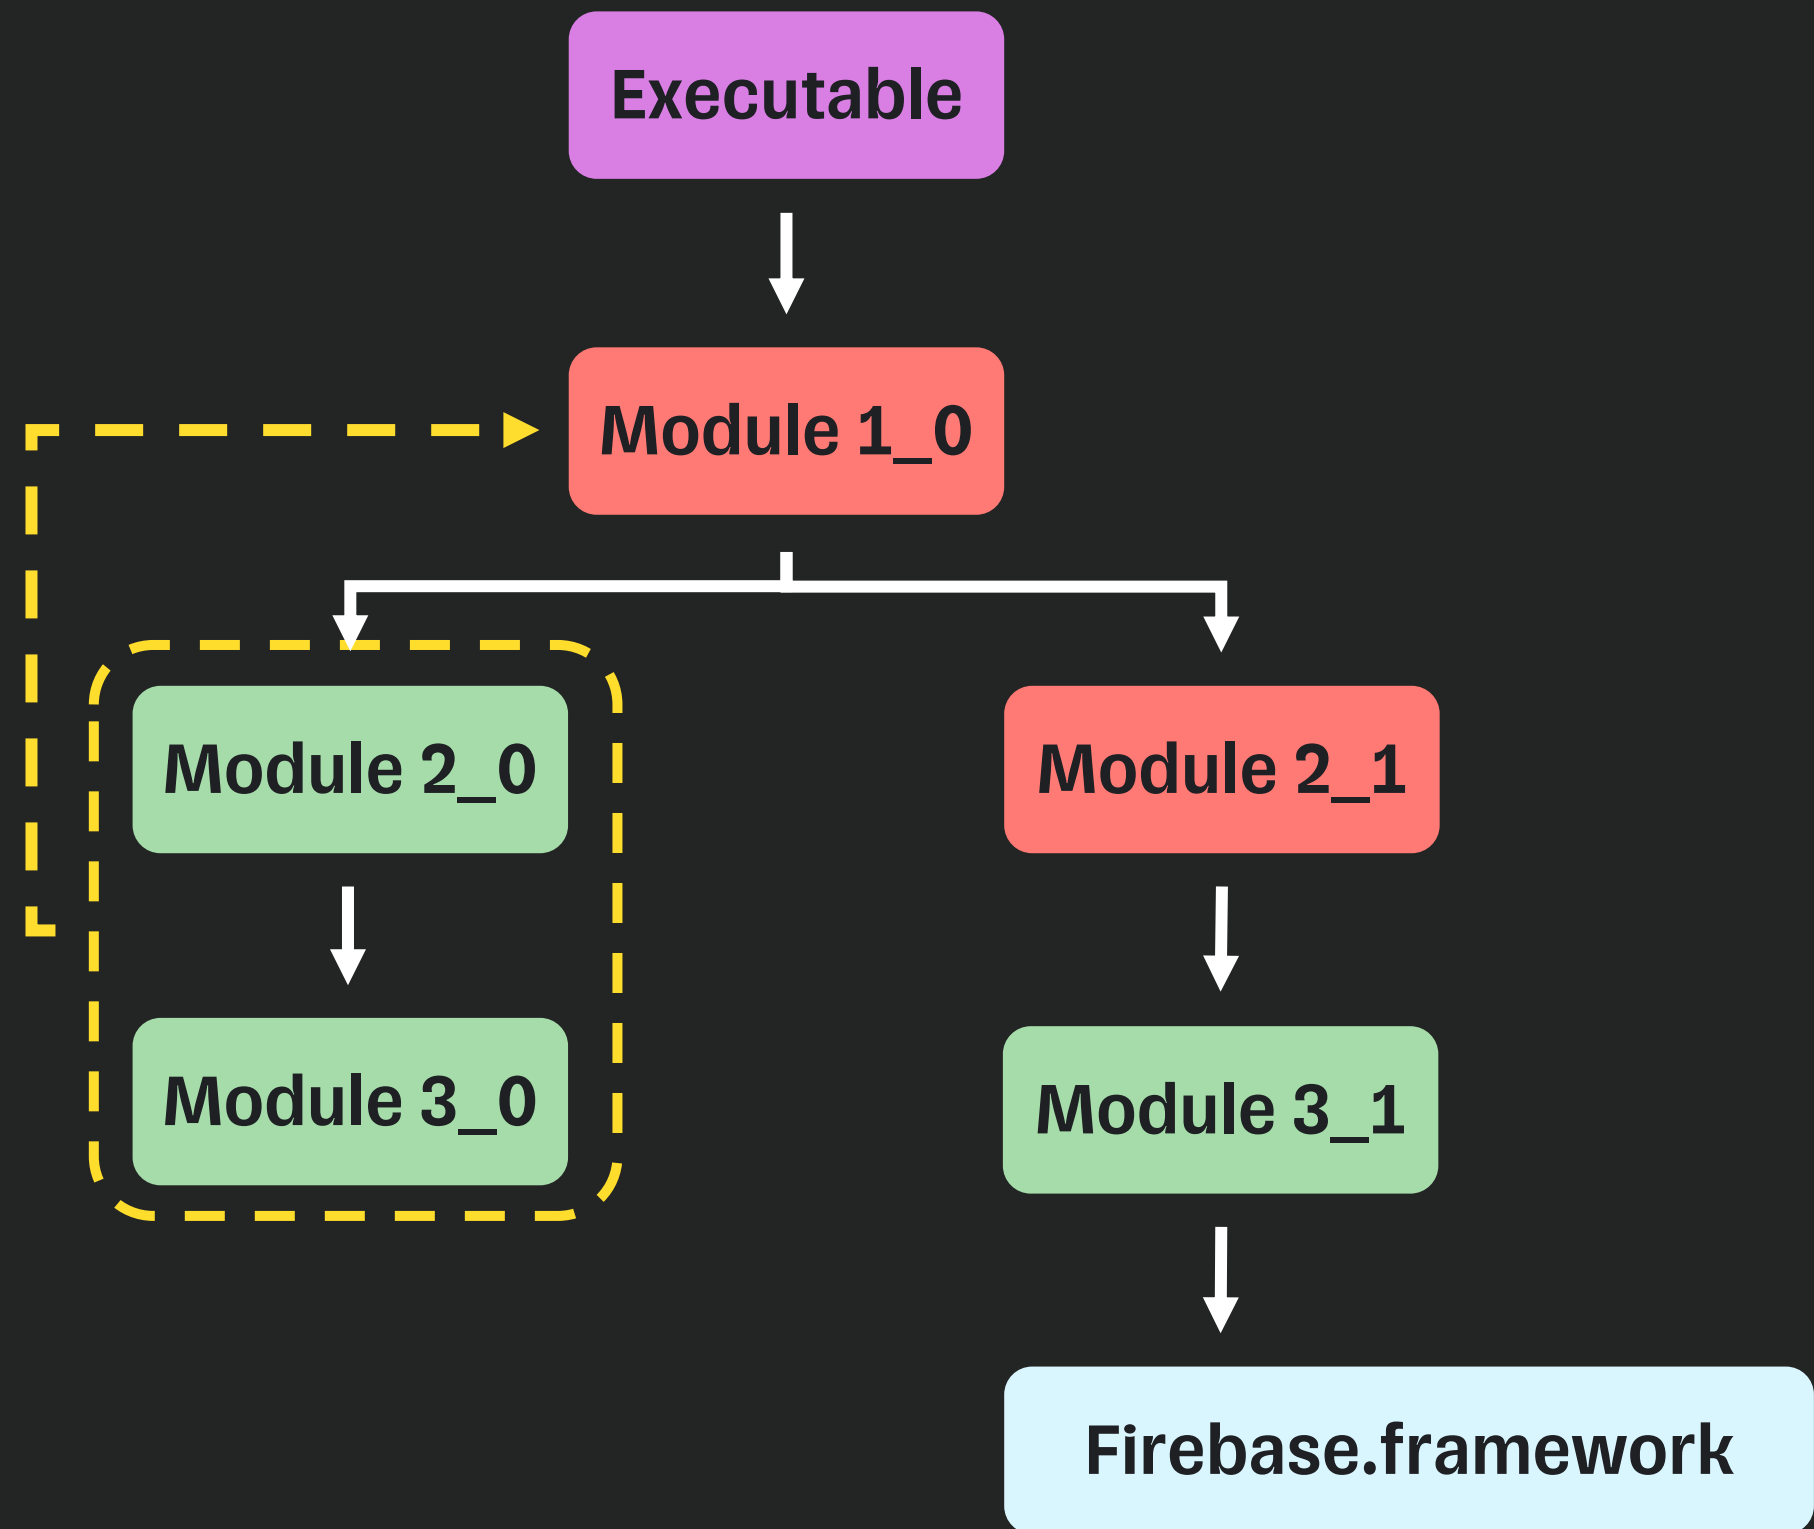 Executable
Module 1_0
Module 2_0
Module 2_1
Module 3_0
Module 3_1
Firebase.framework